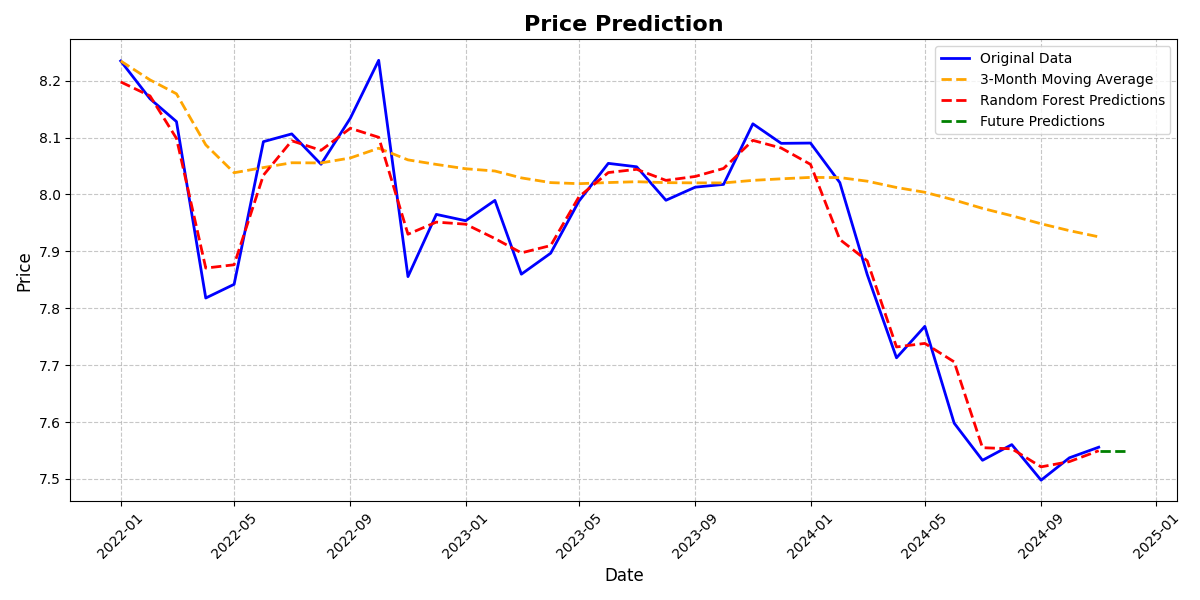 Price Prediction
Original Data
3-Month Moving Average
Random Forest Predictions
Future Predictions
Price
8.2
8.1
8.0
7.9
7.8
7.7
7.6
7.5
2022-01
2022-05
2022-09
2023-01
2023-05
2023-09
2024-01
2024-05
2024-09
2025-01
Date